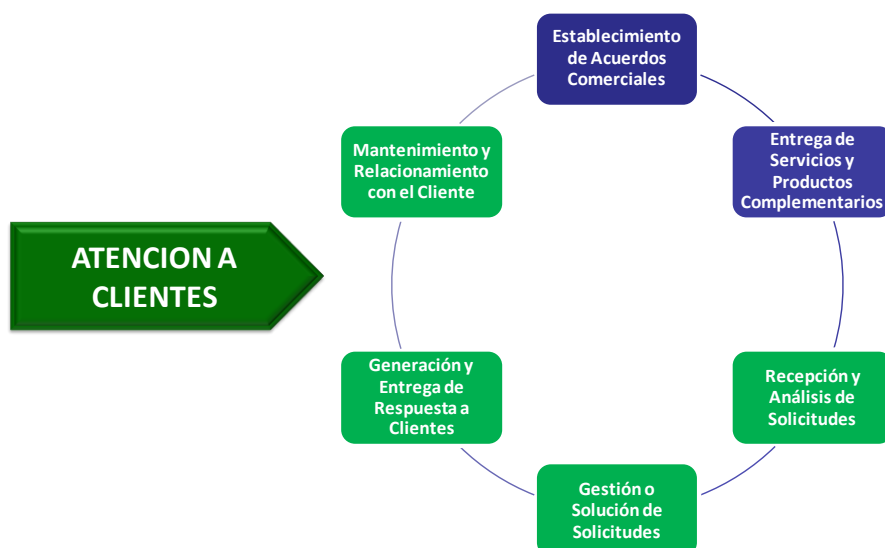 ATENCION A
CLIENTES
Establecimiento
de Acuerdos
Comerciales
Entrega de
Servicios y
Productos
Complementarios
Recepción y
Análisis de
Solicitudes
Gestión o
Solución de
Solicitudes
Generación y
Entrega de
Respuesta a
Clientes
Mantenimiento y
Relacionamiento
con el Cliente